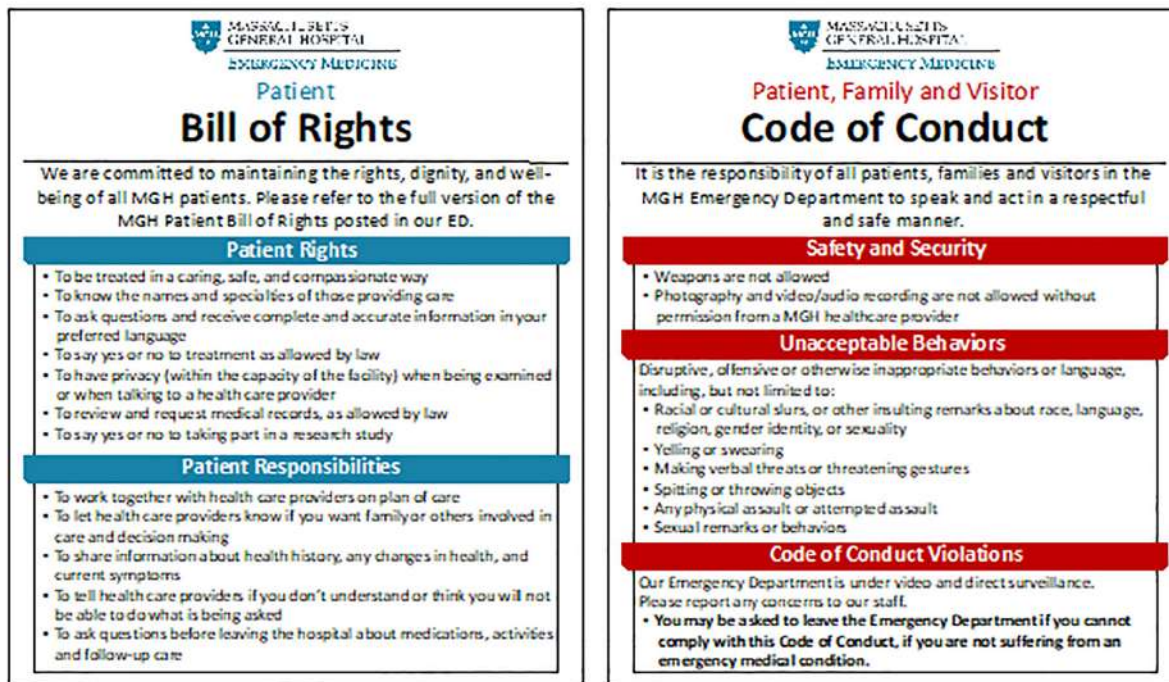 MASSACHUSETTS
GENERAL HOSPITAL
EMERGENCY MEDICINE
Patient
Bill of Rights
We are committed to maintaining the rights, dignity, and well-
being of all MGH patients. Please refer to the full version of the
MGH Patient Bill of Rights posted in our ED.
Patient Rights
• To be treated in a caring, safe, and compassionate way
• To know the names and specialties of those providing care
• To ask questions and receive complete and accurate information in your
preferred language
• To say yes or no to treatment as allowed by law
• To have privacy (within the capacity of the facility) when being examined
or when talking to a health care provider
• To review and request medical records, as allowed by law
• To say yes or no to taking part in a research study
Patient Responsibilities
• To work together with health care providers on plan of care
• To let health care providers know if you want family or others involved in
care and decision making
• To share information about health history, any changes in health, and
current symptoms
• To tell health care providers if you don't understand or think you will not
be able to do what is being asked
• To ask questions before leaving the hospital about medications, activities
and follow-up care
MASSACHUSETTS
GENERAL HOSPITAL
EMERGENCY MEDICINE
Patient, Family and Visitor
Code of Conduct
It is the responsibility of all patients, families and visitors in the
MGH Emergency Department to speak and act in a respectful
and safe manner.
Safety and Security
• Weapons are not allowed
• Photography and video/audio recording are not allowed without
permission from a MGH healthcare provider
Unacceptable Behaviors
Disruptive, offensive or otherwise inappropriate behaviors or language,
including, but not limited to:
• Racial or cultural slurs, or other insulting remarks about race, language,
religion, gender identity, or sexuality
• Yelling or swearing
• Making verbal threats or threatening gestures
• Spitting or throwing objects
• Any physical assault or attempted assault
• Sexual remarks or behaviors
Code of Conduct Violations
Our Emergency Department is under video and direct surveillance.
Please report any concerns to our staff.
• You may be asked to leave the Emergency Department if you cannot
comply with this Code of Conduct, if you are not suffering from an
emergency medical condition.